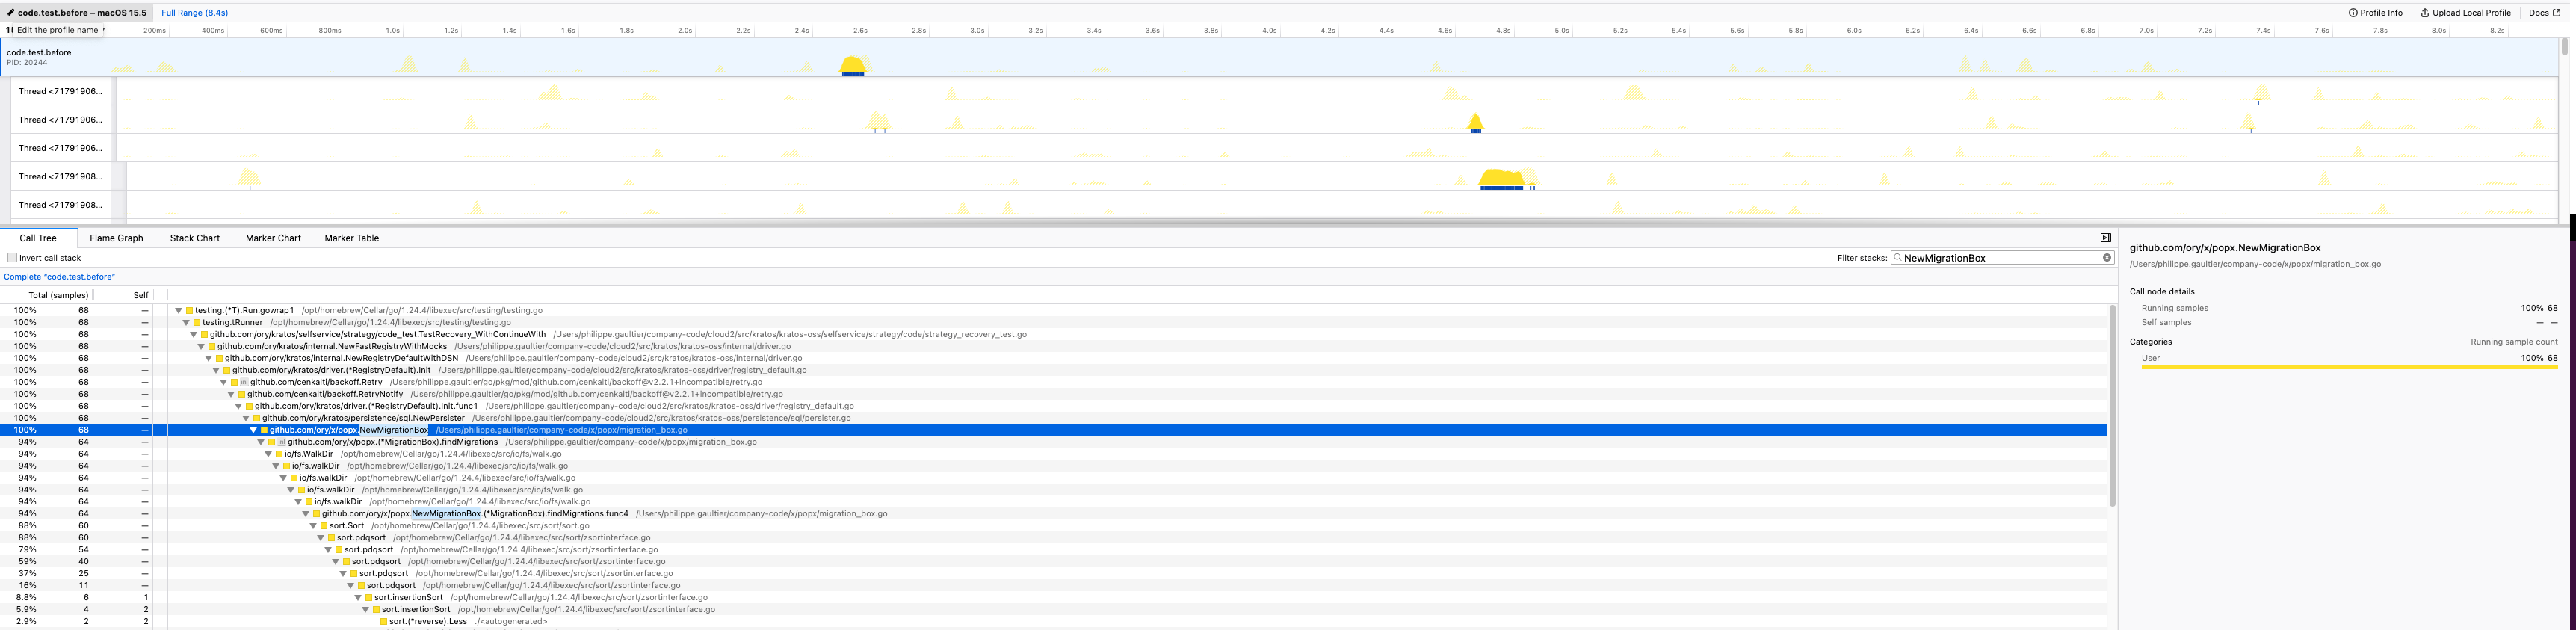 code.test.before – macOS 15.5 Full Range (8.4s) Profile Info Upload Local Profile Docs
Edit the profile name 200ms 400ms 600ms 800ms 1.0s 1.2s 1.4s 1.6s 1.8s 2.0s 2.2s 2.4s 2.6s 2.8s 3.0s 3.2s 3.4s 3.6s 3.8s 4.0s 4.2s 4.4s 4.6s 4.8s 5.0s 5.2s 5.4s 5.6s 5.8s 6.0s 6.2s 6.4s 6.6s 6.8s 7.0s 7.2s 7.4s 7.6s 7.8s 8.0s 8.2s
code.test.before
PID: 20244
Thread <71791906...
Thread <71791906...
Thread <71791906...
Thread <71791908...
Thread <71791908...
Call Tree Flame Graph Stack Chart Marker Chart Marker Table
Invert call stack Filter stacks: NewMigrationBox
Complete "code.test.before"
Total (samples) Self
100% 68 — testing.(*T).Run.gowrap1 /opt/homebrew/Cellar/go/1.24.4/libexec/src/testing/testing.go
100% 68 — testing.tRunner /opt/homebrew/Cellar/go/1.24.4/libexec/src/testing/testing.go
100% 68 — github.com/ory/kratos/selfservice/strategy/code_test.TestRecovery_WithContinueWith /Users/philippe.gaultier/company-code/cloud2/src/kratos/kratos-oss/selfservice/strategy/code/strategy_recovery_test.go
100% 68 — github.com/ory/kratos/internal.NewFastRegistryWithMocks /Users/philippe.gaultier/company-code/cloud2/src/kratos/kratos-oss/internal/driver.go
100% 68 — github.com/ory/kratos/internal.NewRegistryDefaultWithDSN /Users/philippe.gaultier/company-code/cloud2/src/kratos/kratos-oss/internal/driver.go
100% 68 — github.com/ory/kratos/driver.(*RegistryDefault).Init /Users/philippe.gaultier/company-code/cloud2/src/kratos/kratos-oss/driver/registry_default.go
100% 68 — github.com/cenkalti/backoff.Retry /Users/philippe.gaultier/go/pkg/mod/github.com/cenkalti/backoff@v2.2.1+incompatible/retry.go
100% 68 — github.com/cenkalti/backoff.RetryNotify /Users/philippe.gaultier/go/pkg/mod/github.com/cenkalti/backoff@v2.2.1+incompatible/retry.go
100% 68 — github.com/ory/kratos/driver.(*RegistryDefault).Init.func1 /Users/philippe.gaultier/company-code/cloud2/src/kratos/kratos-oss/driver/registry_default.go
100% 68 — github.com/ory/kratos/persistence/sql.NewPersister /Users/philippe.gaultier/company-code/cloud2/src/kratos/kratos-oss/persistence/sql/persister.go
100% 68 — github.com/ory/x/popx.NewMigrationBox /Users/philippe.gaultier/company-code/x/popx/migration_box.go
94% 64 — github.com/ory/x/popx.(*MigrationBox).findMigrations /Users/philippe.gaultier/company-code/x/popx/migration_box.go
94% 64 — io/fs.WalkDir /opt/homebrew/Cellar/go/1.24.4/libexec/src/io/fs/walk.go
94% 64 — io/fs.walkDir /opt/homebrew/Cellar/go/1.24.4/libexec/src/io/fs/walk.go
94% 64 — io/fs.walkDir /opt/homebrew/Cellar/go/1.24.4/libexec/src/io/fs/walk.go
94% 64 — io/fs.walkDir /opt/homebrew/Cellar/go/1.24.4/libexec/src/io/fs/walk.go
94% 64 — io/fs.walkDir /opt/homebrew/Cellar/go/1.24.4/libexec/src/io/fs/walk.go
94% 64 — github.com/ory/x/popx.NewMigrationBox.(*MigrationBox).findMigrations.func4 /Users/philippe.gaultier/company-code/x/popx/migration_box.go
88% 60 — sort.Sort /opt/homebrew/Cellar/go/1.24.4/libexec/src/sort/sort.go
88% 60 — sort.pdqsort /opt/homebrew/Cellar/go/1.24.4/libexec/src/sort/zsortinterface.go
79% 54 — sort.pdqsort /opt/homebrew/Cellar/go/1.24.4/libexec/src/sort/zsortinterface.go
59% 40 — sort.pdqsort /opt/homebrew/Cellar/go/1.24.4/libexec/src/sort/zsortinterface.go
37% 25 — sort.pdqsort /opt/homebrew/Cellar/go/1.24.4/libexec/src/sort/zsortinterface.go
16% 11 — sort.pdqsort /opt/homebrew/Cellar/go/1.24.4/libexec/src/sort/zsortinterface.go
8.8% 6 1 sort.insertionSort /opt/homebrew/Cellar/go/1.24.4/libexec/src/sort/zsortinterface.go
5.9% 4 2 sort.insertionSort /opt/homebrew/Cellar/go/1.24.4/libexec/src/sort/zsortinterface.go
2.9% 2 2 sort.(*reverse).Less ./<autogenerated>
github.com/ory/x/popx.NewMigrationBox
/Users/philippe.gaultier/company-code/x/popx/migration_box.go
Call node details
Running samples 100% 68
Self samples — —
Categories Running sample count
User 100% 68